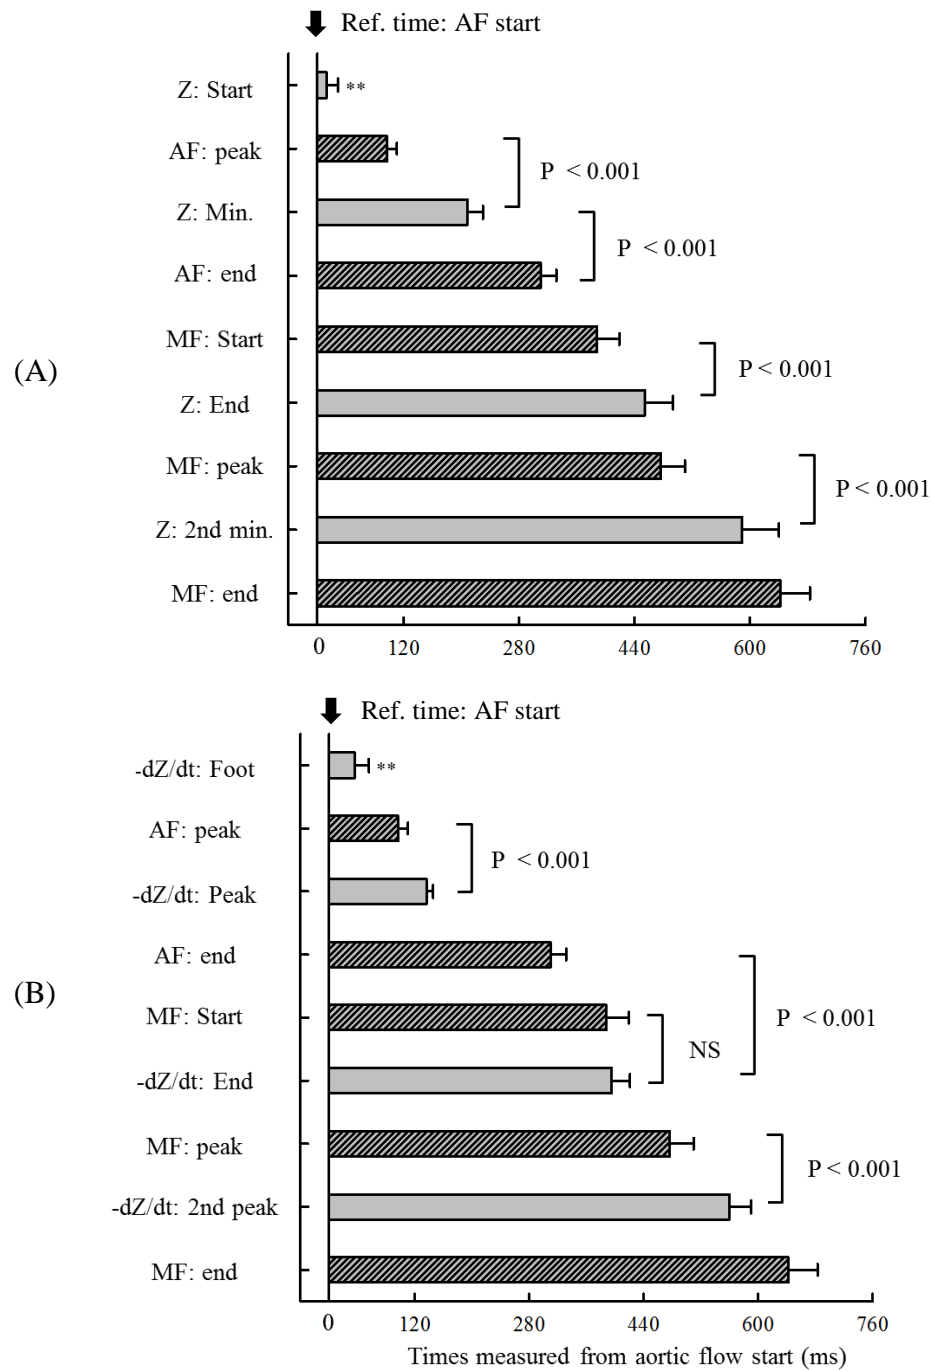 Ref. time: AF start
Z: Start
**
AF: peak
P < 0.001
Z: Min.
P < 0.001
AF: end
MF: Start
(A)
P < 0.001
Z: End
MF: peak
P < 0.001
Z: 2nd min.
MF: end
0 120 280 440 600 760
Ref. time: AF start
-dZ/dt: Foot
**
AF: peak
P < 0.001
-dZ/dt: Peak
AF: end
(B)
MF: Start
P < 0.001
NS
-dZ/dt: End
MF: peak
P < 0.001
-dZ/dt: 2nd peak
MF: end
0 120 280 440 600 760
Times measured from aortic flow start (ms)